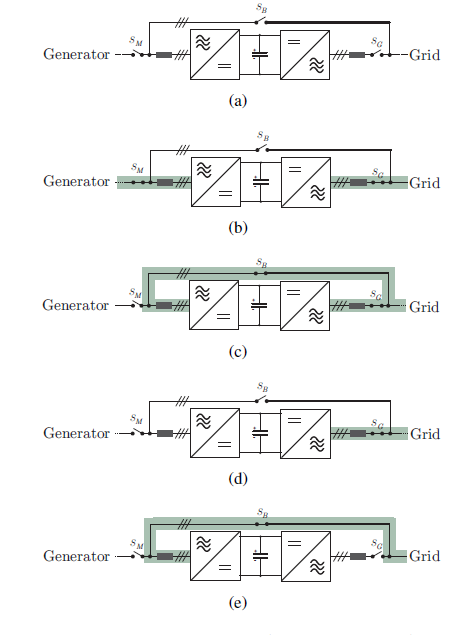 S_B
S_M
S_G
Generator
Grid
(a)
S_B
S_M
S_G
Generator
Grid
(b)
S_B
S_M
S_G
Generator
Grid
(c)
S_B
S_M
S_G
Generator
Grid
(d)
S_B
S_M
S_G
Generator
Grid
(e)